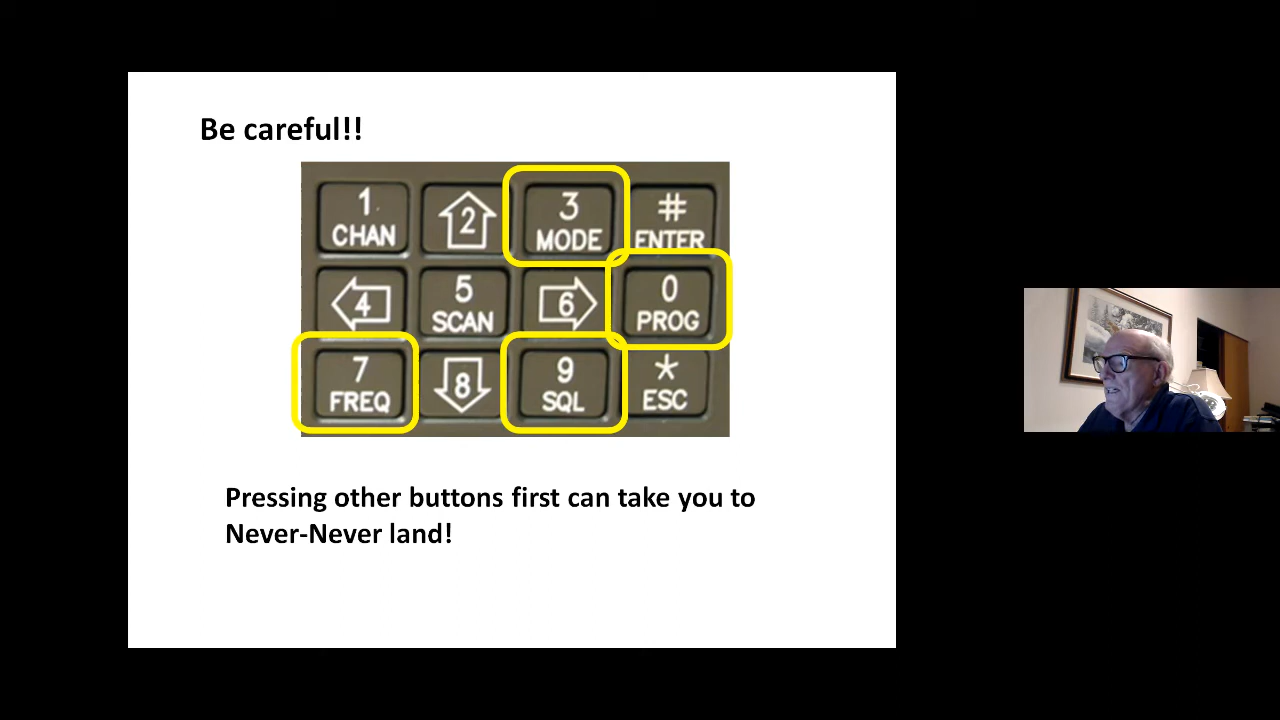 Be careful!!
1 2 3 #
CHAN MODE ENTER
4 5 6 0
SCAN PROG
7 8 9 *
FREQ SQL ESC
Pressing other buttons first can take you to
Never-Never land!